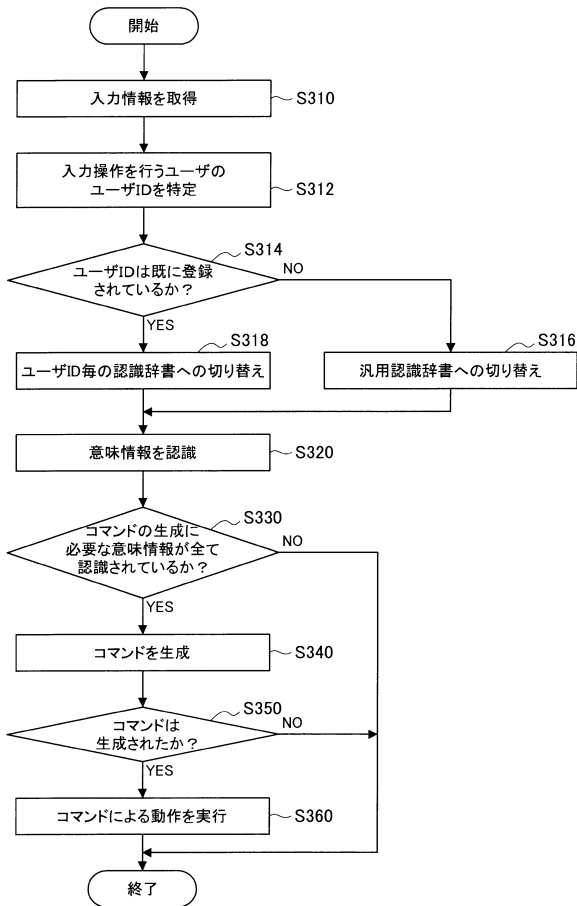 開始
入力情報を取得
S310
入力操作を行うユーザの
ユーザIDを特定
S312
S314
ユーザIDは既に登録
されているか？
NO
YES
S318
ユーザID毎の認識辞書への切り替え
S316
汎用認識辞書への切り替え
意味情報を認識
S320
S330
コマンドの生成に
必要な意味情報が全て
認識されているか？
NO
YES
コマンドを生成
S340
S350
コマンドは
生成されたか？
NO
YES
コマンドによる動作を実行
S360
終了